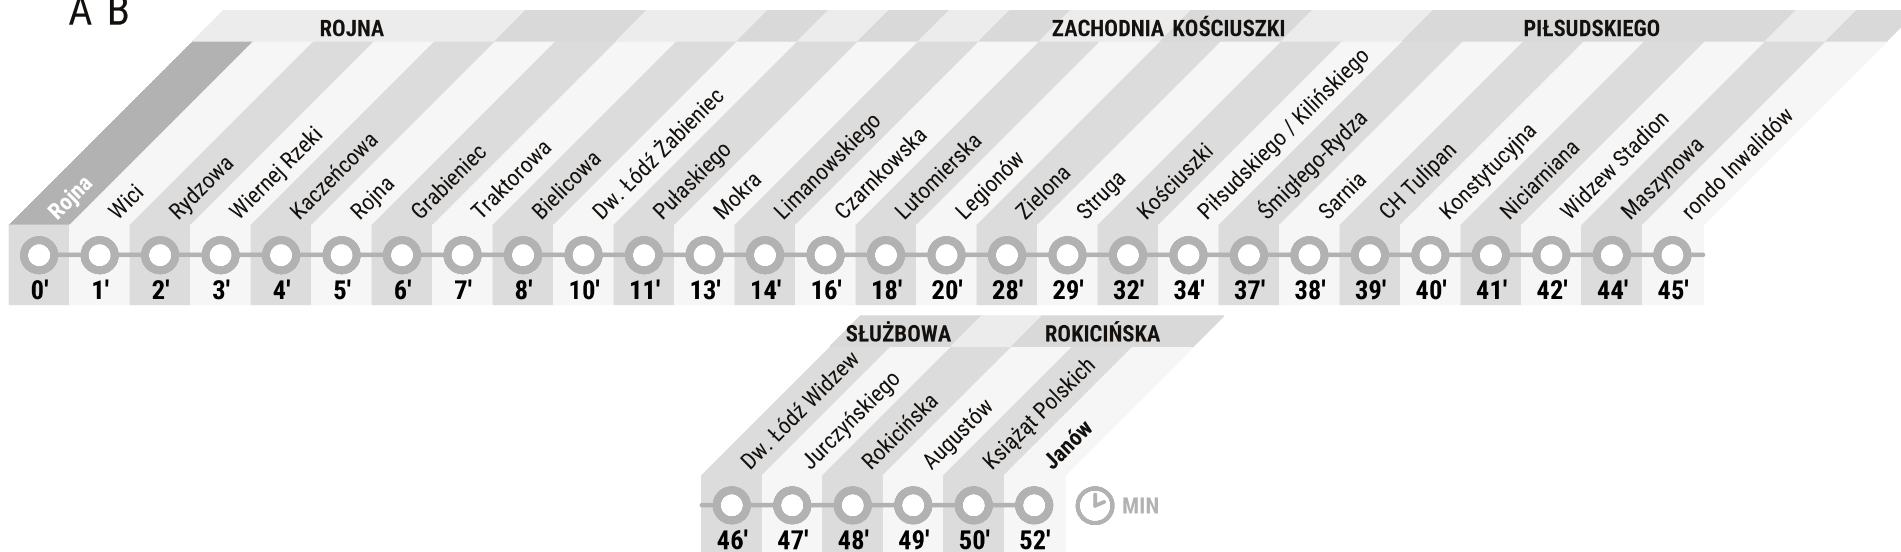 A B
ROJNA ZACHODNIA KOŚCIUSZKI PIŁSUDSKIEGO
Rojna
Wici
Rydzowa
Wiernej Rzeki
Kaczeńcowa
Rojna
Grabieniec
Traktorowa
Bielicowa
Dw. Łódź Żabieniec
Pułaskiego
Mokra
Limanowskiego
Czarnkowska
Lutomierska
Legionów
Zielona
Struga
Kościuszki
Piłsudskiego / Kilińskiego
Śmigłego-Rydza
Sarnia
CH Tulipan
Konstytucyjna
Niciarniana
Widzew Stadion
Maszynowa
rondo Inwalidów
0' 1' 2' 3' 4' 5' 6' 7' 8' 10' 11' 13' 14' 16' 18' 20' 28' 29' 32' 34' 37' 38' 39' 40' 41' 42' 44' 45'
SŁUŻBOWA ROKICIŃSKA
Dw. Łódź Widzew
Jurczyńskiego
Rokicińska
Augustów
Książąt Polskich
Janów
MIN
46' 47' 48' 49' 50' 52'